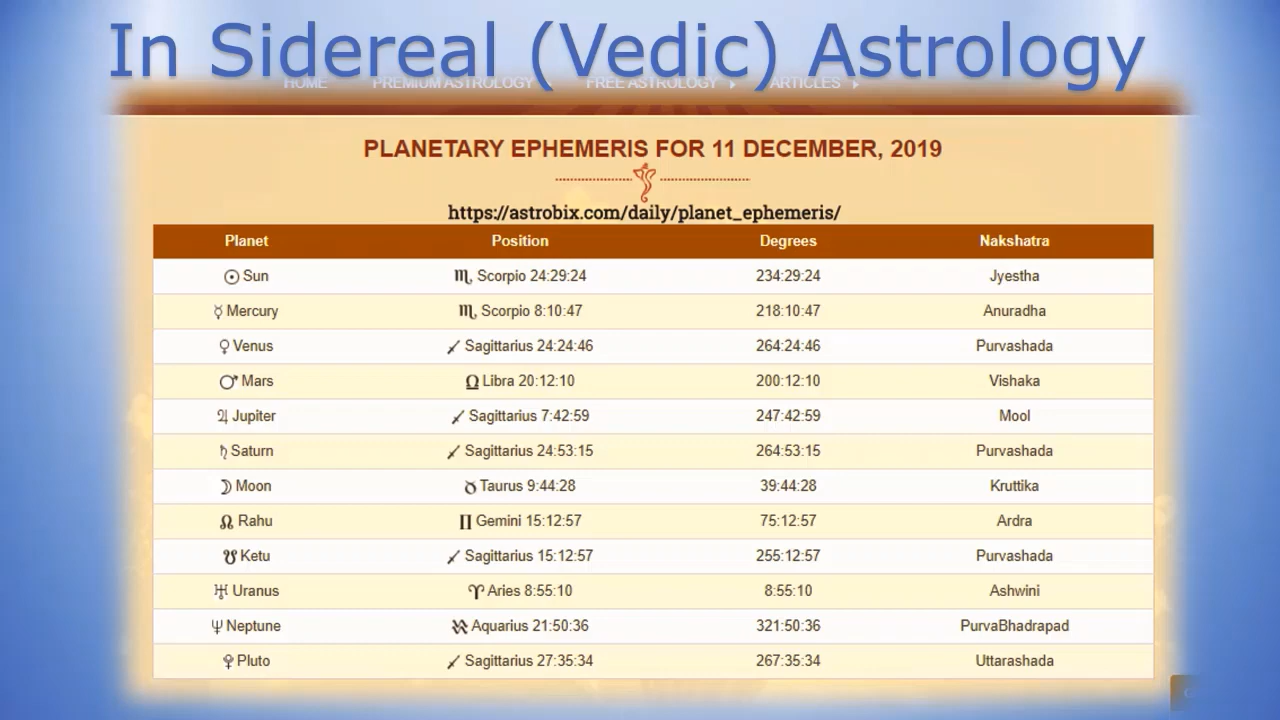 In Sidereal (Vedic) Astrology
HOME PREMIUM ASTROLOGY FREE ASTROLOGY ARTICLES
PLANETARY EPHEMERIS FOR 11 DECEMBER, 2019
https://astrobix.com/daily/planet_ephemeris/
Planet Position Degrees Nakshatra
Sun Scorpio 24:29:24 234:29:24 Jyestha
Mercury Scorpio 8:10:47 218:10:47 Anuradha
Venus Sagittarius 24:24:46 264:24:46 Purvashada
Mars Libra 20:12:10 200:12:10 Vishaka
Jupiter Sagittarius 7:42:59 247:42:59 Mool
Saturn Sagittarius 24:53:15 264:53:15 Purvashada
Moon Taurus 9:44:28 39:44:28 Kruttika
Rahu Gemini 15:12:57 75:12:57 Ardra
Ketu Sagittarius 15:12:57 255:12:57 Purvashada
Uranus Aries 8:55:10 8:55:10 Ashwini
Neptune Aquarius 21:50:36 321:50:36 PurvaBhadrapad
Pluto Sagittarius 27:35:34 267:35:34 Uttarashada